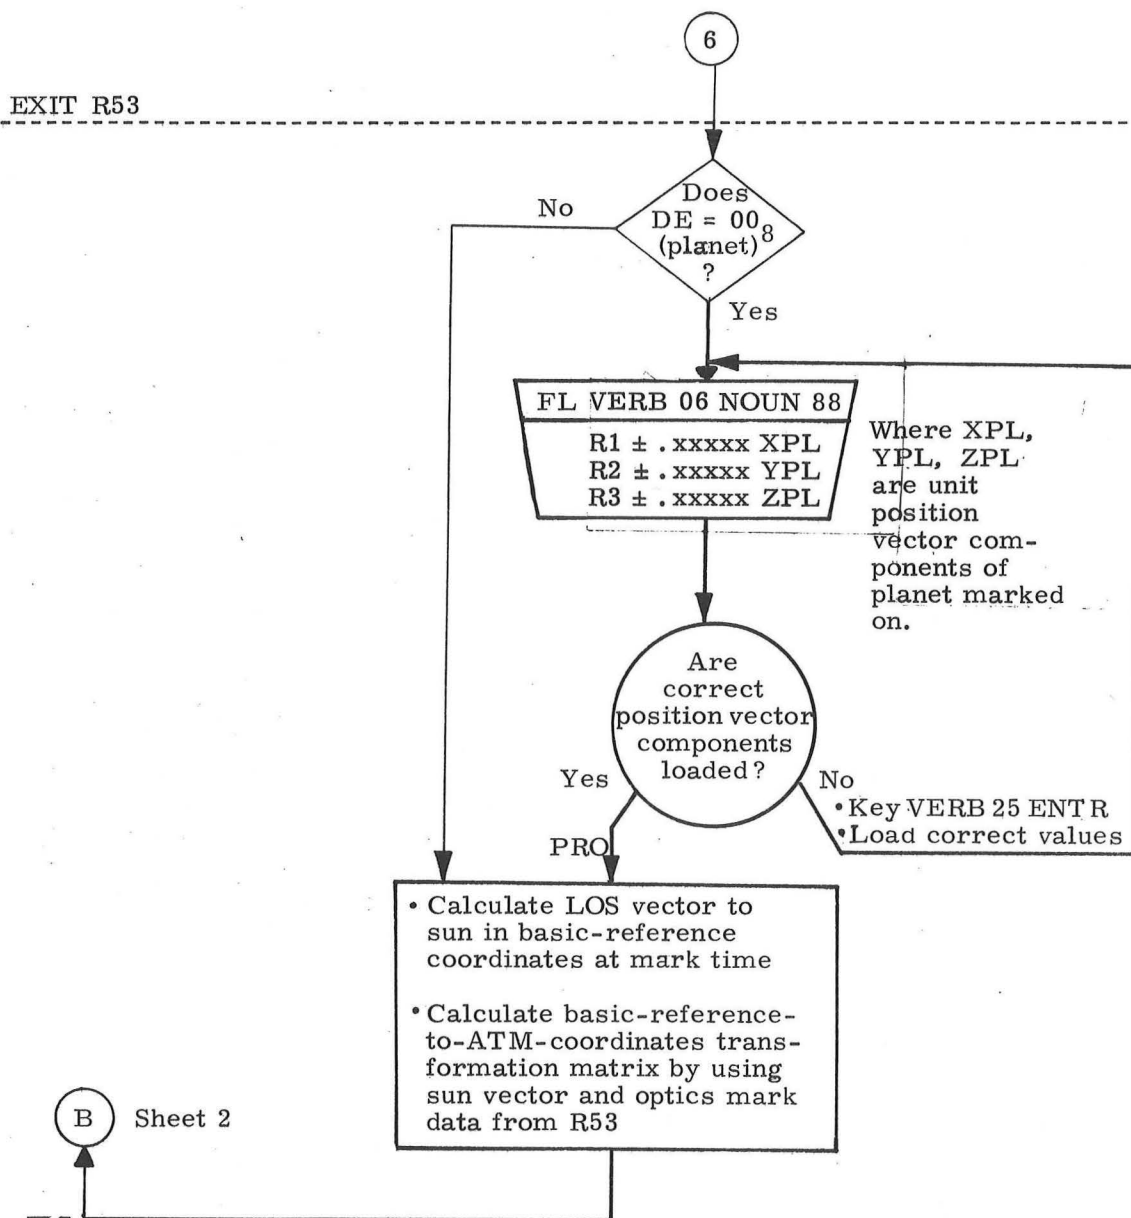 6
EXIT R53
Does
DE = 00₈
(planet)
?
No
Yes
FL VERB 06 NOUN 88
R1 ± .xxxxx XPL
R2 ± .xxxxx YPL
R3 ± .xxxxx ZPL
Where XPL,
YPL, ZPL
are unit
position
vector com-
ponents of
planet marked
on.
Are
correct
position vector
components
loaded?
Yes
No
• Key VERB 25 ENTR
• Load correct values
PRO
• Calculate LOS vector to
sun in basic-reference
coordinates at mark time
• Calculate basic-reference-
to-ATM-coordinates trans-
formation matrix by using
sun vector and optics mark
data from R53
B Sheet 2